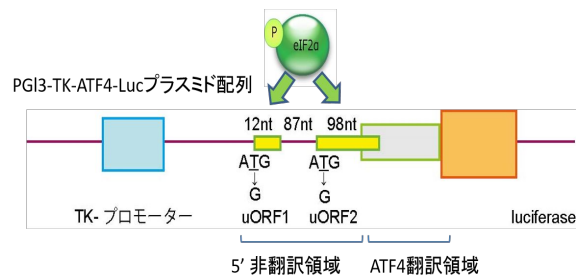 P
eIF2α
PGl3-TK-ATF4-Lucプラスミド配列
12nt 87nt 98nt
ATG ATG
G G
TK- プロモーター uORF1 uORF2 luciferase
5' 非翻訳領域 ATF4翻訳領域